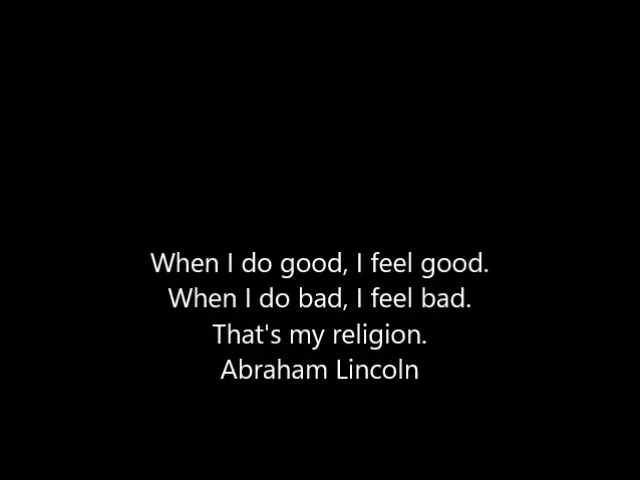 When I do good, I feel good.
When I do bad, I feel bad.
That's my religion.
Abraham Lincoln